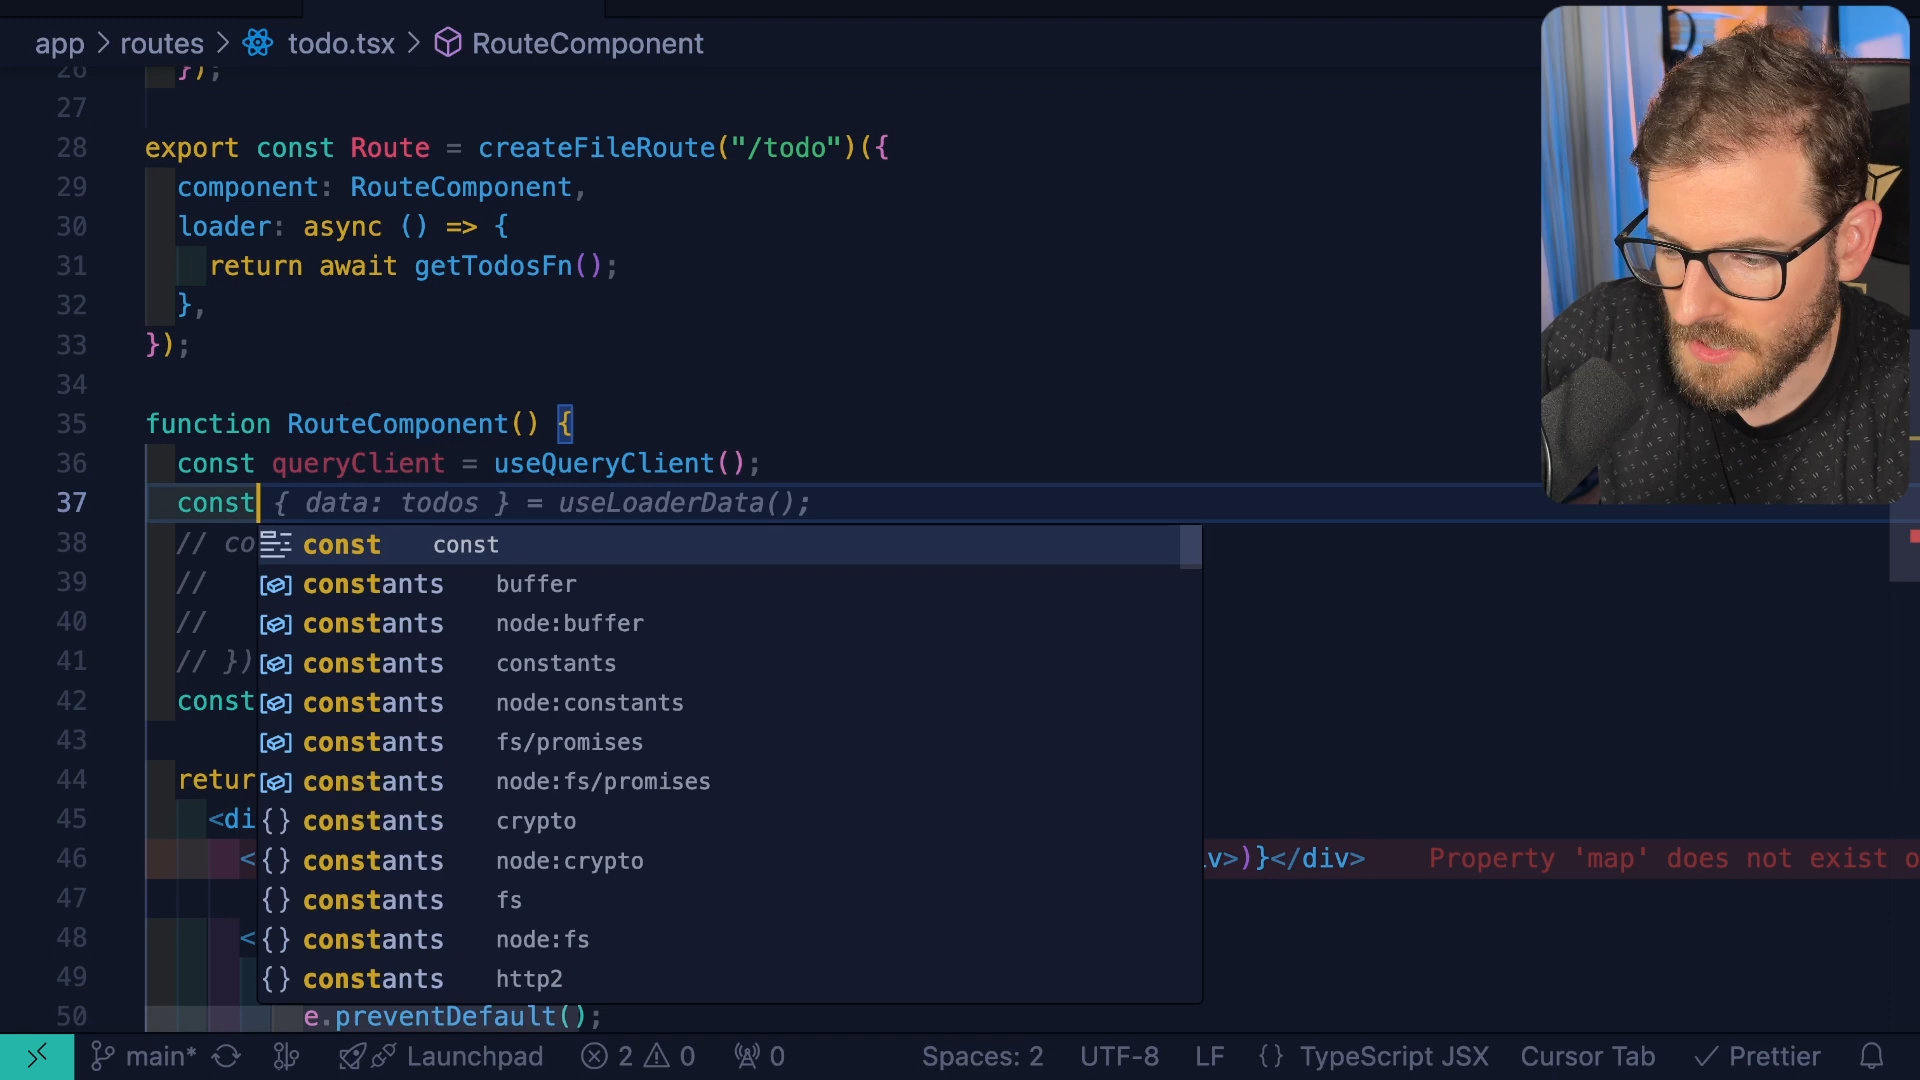 app > routes > todo.tsx > RouteComponent
26 });
27
28 export const Route = createFileRoute("/todo")({
29 component: RouteComponent,
30 loader: async () => {
31 return await getTodosFn();
32 },
33 });
34
35 function RouteComponent() {
36 const queryClient = useQueryClient();
37 const { data: todos } = useLoaderData();
38 // co
const const
39 //
constants buffer
40 //
constants node:buffer
41 // })
constants constants
42 const
constants node:constants
43
constants fs/promises
44 retur
constants node:fs/promises
45 <di
{} constants crypto
46 <
{} constants node:crypto
v>)}</div> Property 'map' does not exist o
47
{} constants fs
48 <
{} constants node:fs
49
{} constants http2
50 e.preventDefault();
main* Launchpad 2 0 0 Spaces: 2 UTF-8 LF {} TypeScript JSX Cursor Tab Prettier